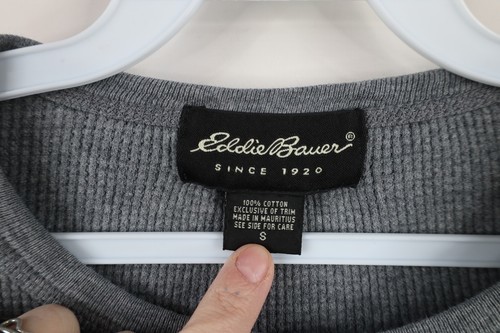 Eddie Bauer®
SINCE 1920
100% COTTON
EXCLUSIVE OF TRIM
MADE IN MAURITIUS
SEE SIDE FOR CARE
S